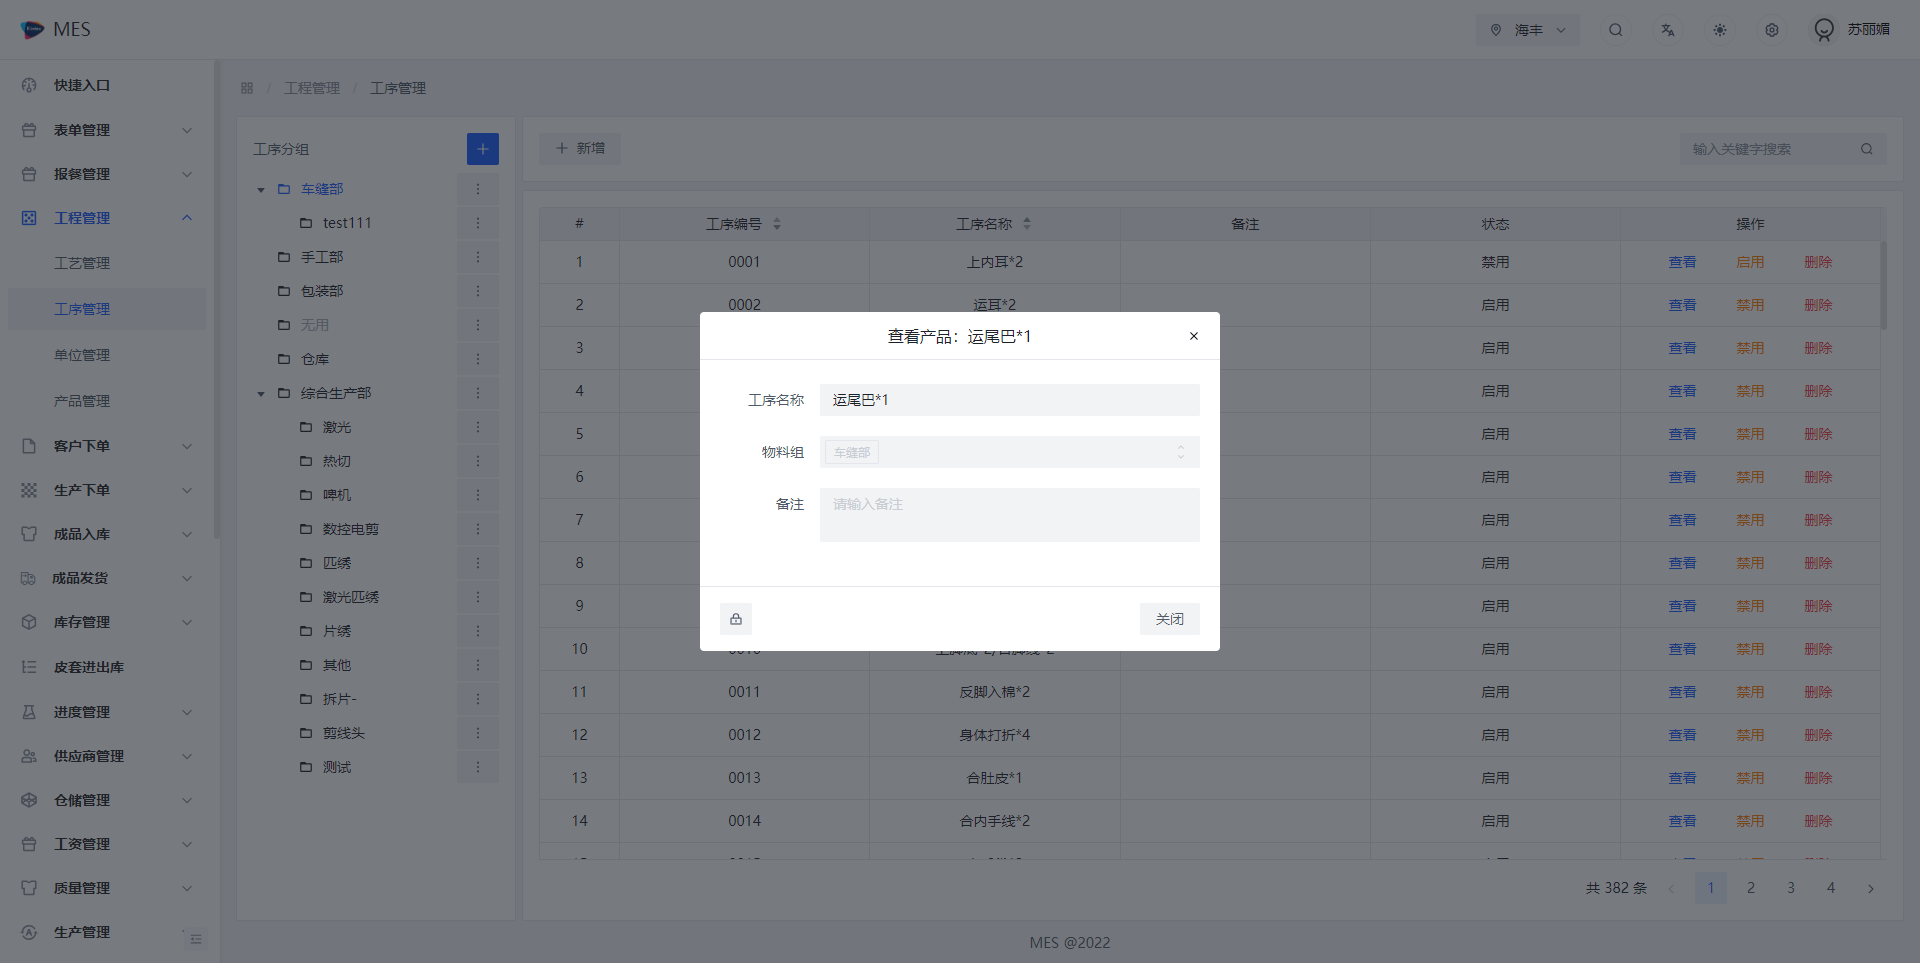 MES
海丰
苏丽媚
快捷入口
表单管理
报餐管理
工程管理
工艺管理
工序管理
单位管理
产品管理
客户下单
生产下单
成品入库
成品发货
库存管理
皮套进出库
进度管理
供应商管理
仓储管理
工资管理
质量管理
生产管理
/ 工程管理 / 工序管理
工序分组
车缝部
test111
手工部
包装部
无用
仓库
综合生产部
激光
热切
啤机
数控电剪
匹绣
激光匹绣
片绣
其他
拆片-
剪线头
测试
新增
输入关键字搜索
# 工序编号 工序名称 备注 状态 操作
1 0001 上内耳*2 禁用 查看 启用 删除
2 0002 运耳*2 启用 查看 禁用 删除
3 启用 查看 禁用 删除
4 启用 查看 禁用 删除
5 启用 查看 禁用 删除
6 启用 查看 禁用 删除
7 启用 查看 禁用 删除
8 启用 查看 禁用 删除
9 启用 查看 禁用 删除
10 启用 查看 禁用 删除
11 0011 反脚入棉*2 启用 查看 禁用 删除
12 0012 身体打折*4 启用 查看 禁用 删除
13 0013 合肚皮*1 启用 查看 禁用 删除
14 0014 合内手线*2 启用 查看 禁用 删除
共 382 条 1 2 3 4
MES @2022
查看产品：运尾巴*1
工序名称 运尾巴*1
物料组 车缝部
备注 请输入备注
关闭